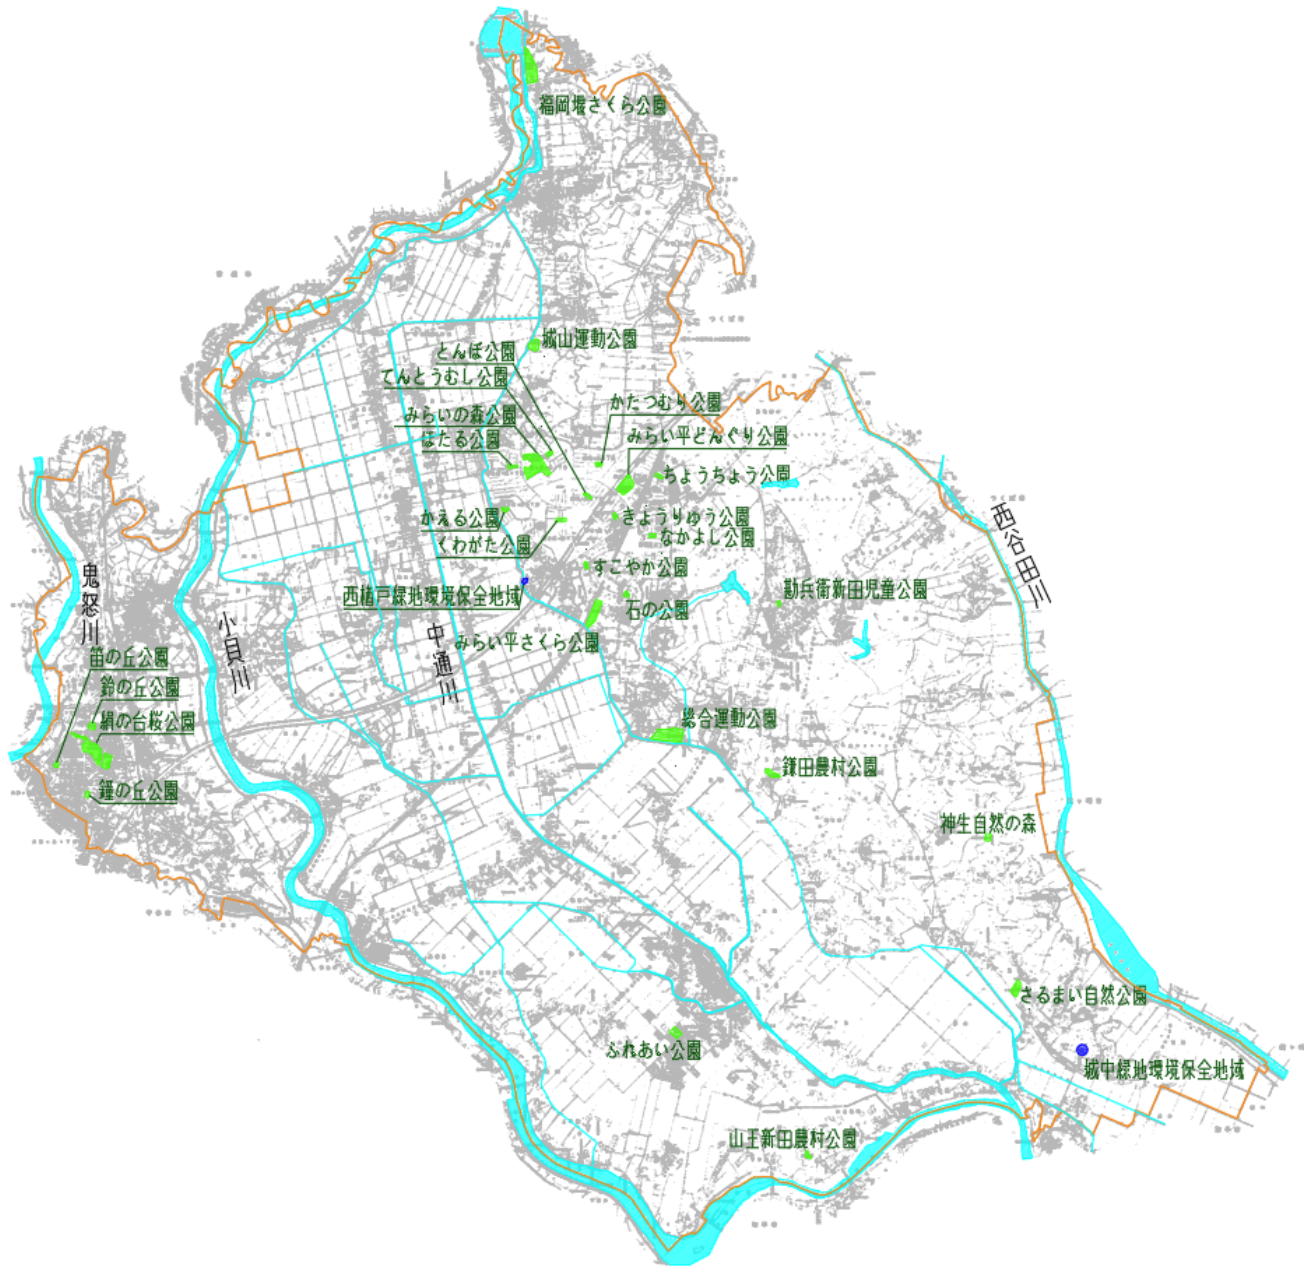 福岡堰さくら公園
城山運動公園
とんぼ公園
てんとうむし公園
かたつむり公園
みらいの森公園
みらい平どんぐり公園
ほたる公園
ちょうちょう公園
かえる公園
きょうりゅう公園
くわがた公園
なかよし公園
西谷田川
すこやか公園
鬼怒川
西楢戸緑地環境保全地域
勘兵衛新田児童公園
石の公園
小貝川
中通川
みらい平さくら公園
笛の丘公園
鈴の丘公園
絹の台桜公園
総合運動公園
鎌田農村公園
鐘の丘公園
神生自然の森
さるまい自然公園
ふれあい公園
城中緑地環境保全地域
山王新田農村公園